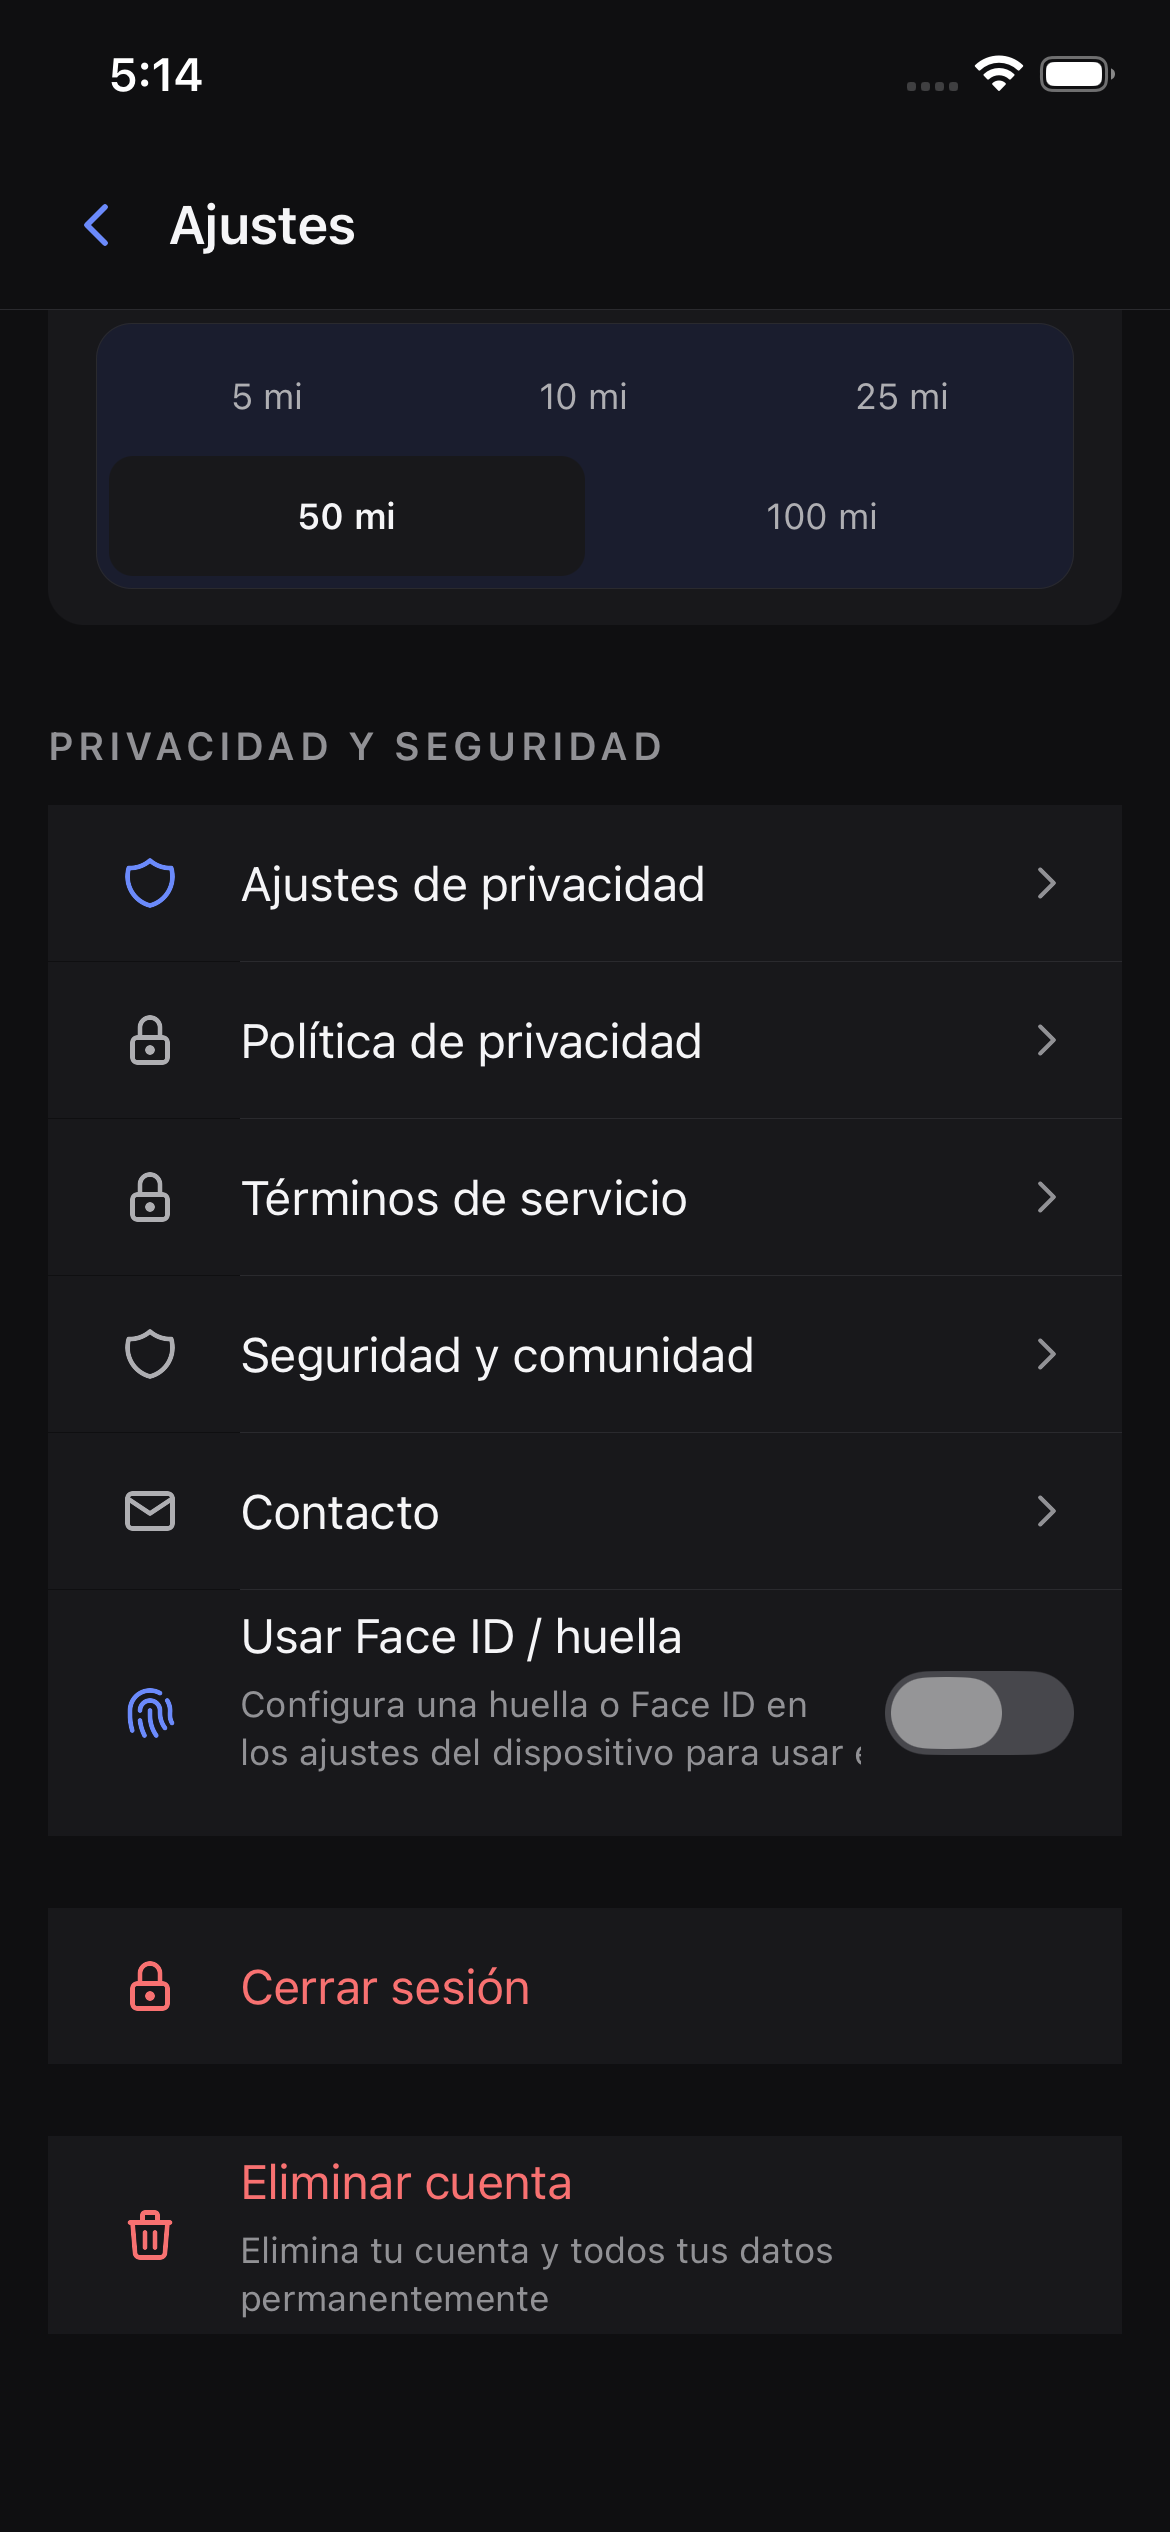 5:14
Ajustes
5 mi
10 mi
25 mi
50 mi
100 mi
PRIVACIDAD Y SEGURIDAD
Ajustes de privacidad
Política de privacidad
Términos de servicio
Seguridad y comunidad
Contacto
Usar Face ID / huella
Configura una huella o Face ID en
los ajustes del dispositivo para usar
Cerrar sesión
Eliminar cuenta
Elimina tu cuenta y todos tus datos
permanentemente